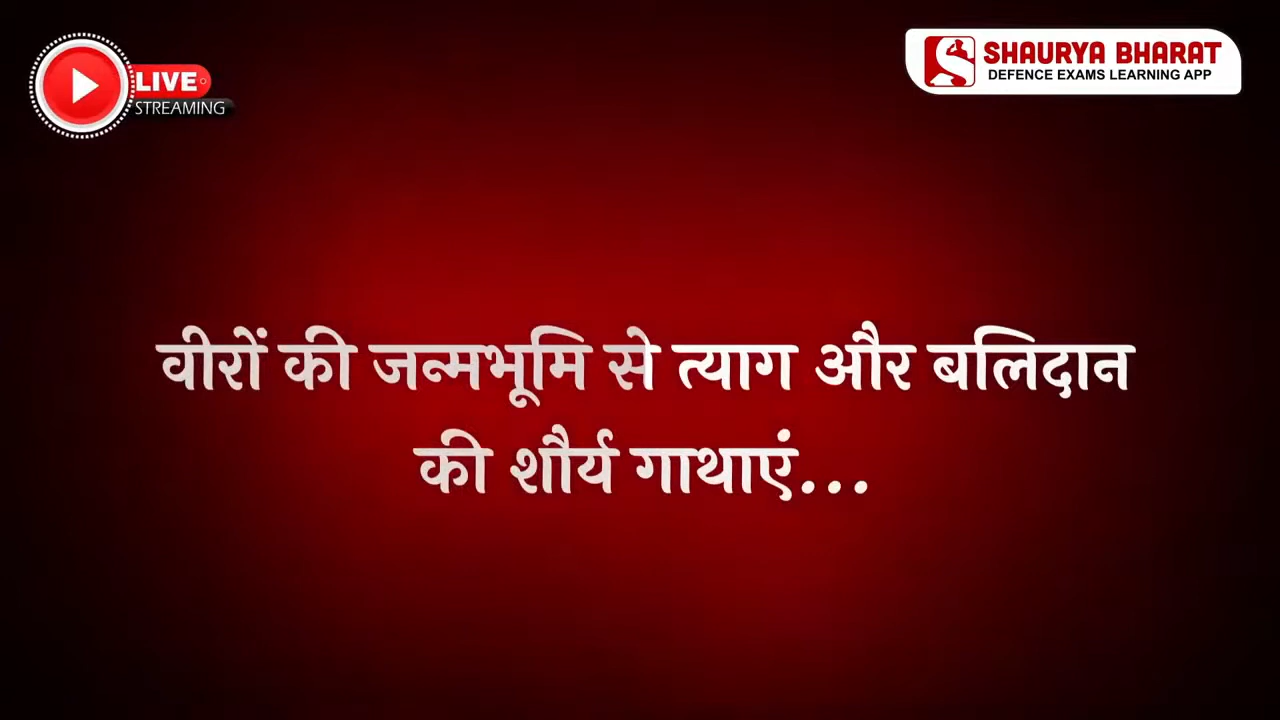 LIVE
STREAMING
SHAURYA BHARAT
DEFENCE EXAMS LEARNING APP
वीरों की जन्मभूमि से त्याग और बलिदान
की शौर्य गाथाएं...